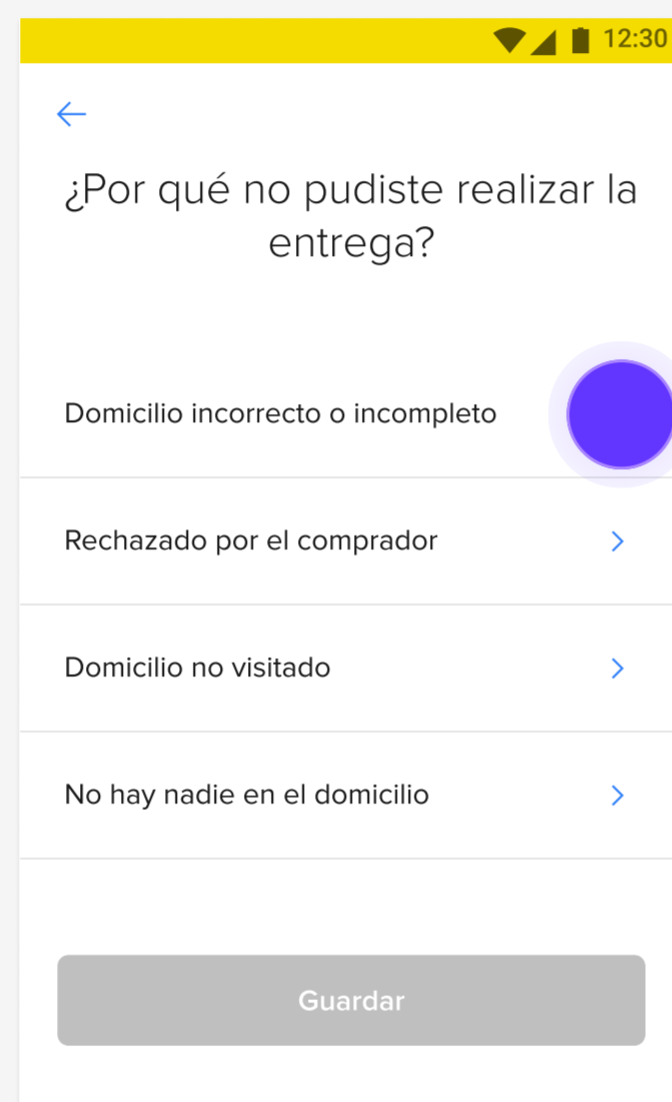 12:30
¿Por qué no pudiste realizar la
entrega?
Domicilio incorrecto o incompleto
Rechazado por el comprador
Domicilio no visitado
No hay nadie en el domicilio
Guardar